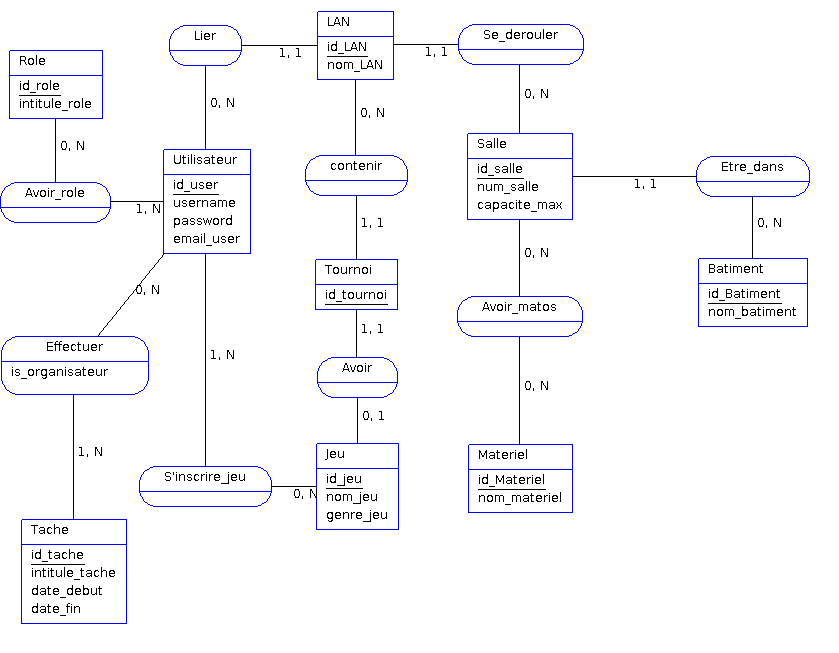 LAN
id_LAN
nom_LAN
Lier
1, 1
1, 1
Se_derouler
Role
id_role
intitule_role
0, N
0, N
0, N
0, N
Utilisateur
id_user
username
password
email_user
contenir
Salle
id_salle
num_salle
capacite_max
Etre_dans
1, 1
Avoir_role
1, N
1, 1
0, N
0, N
Tournoi
id_tournoi
Batiment
id_Batiment
nom_batiment
0, N
Avoir_matos
1, 1
Effectuer
is_organisateur
1, N
Avoir
0, N
0, 1
1, N
S'inscrire_jeu
0, N
Jeu
id_jeu
nom_jeu
genre_jeu
Materiel
id_Materiel
nom_materiel
Tache
id_tache
intitule_tache
date_debut
date_fin